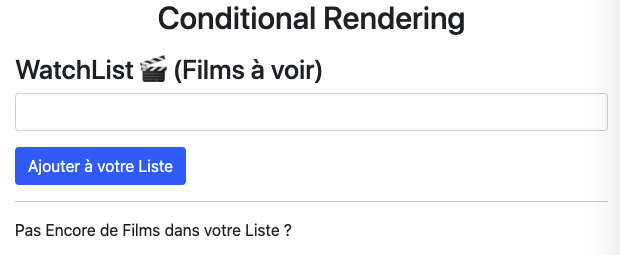 Conditional Rendering
WatchList 🎬 (Films à voir)
Ajouter à votre Liste
Pas Encore de Films dans votre Liste ?